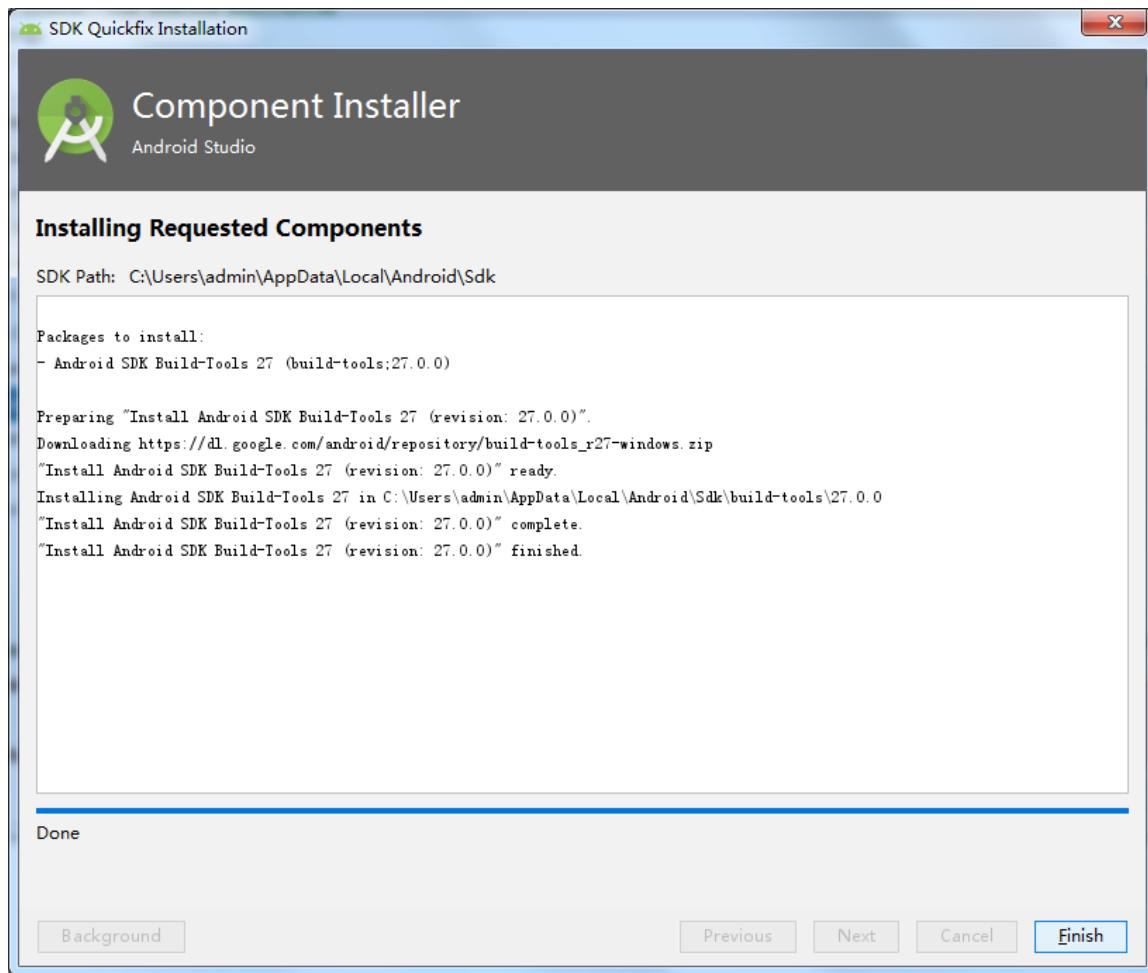 SDK Quickfix Installation
Component Installer
Android Studio
Installing Requested Components
SDK Path: C:\Users\admin\AppData\Local\Android\Sdk
Packages to install:
- Android SDK Build-Tools 27 (build-tools;27.0.0)
Preparing "Install Android SDK Build-Tools 27 (revision: 27.0.0)".
Downloading https://dl.google.com/android/repository/build-tools_r27-windows.zip
"Install Android SDK Build-Tools 27 (revision: 27.0.0)" ready.
Installing Android SDK Build-Tools 27 in C:\Users\admin\AppData\Local\Android\Sdk\build-tools\27.0.0
"Install Android SDK Build-Tools 27 (revision: 27.0.0)" complete.
"Install Android SDK Build-Tools 27 (revision: 27.0.0)" finished.
Done
Background Previous Next Cancel Finish